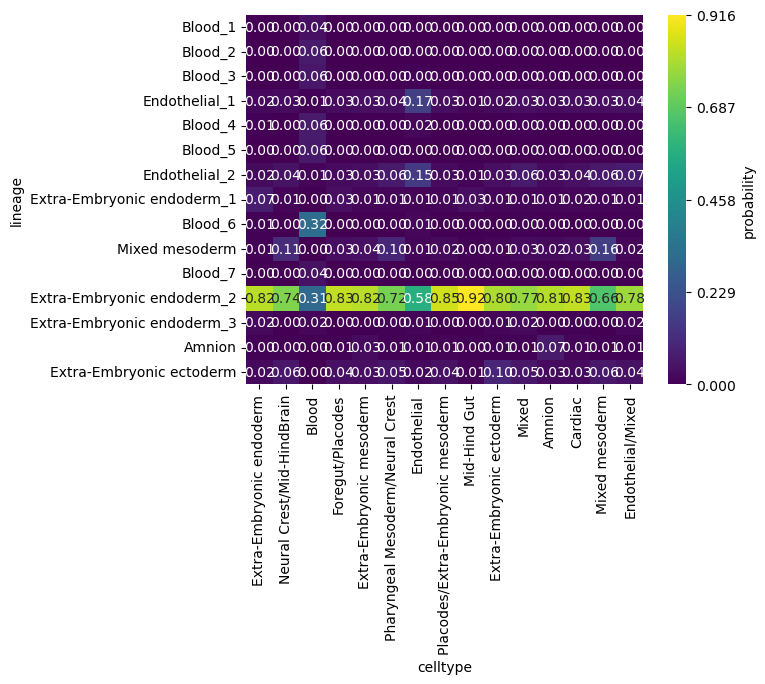 lineage
Blood_1 0.00 0.00 0.04 0.00 0.00 0.00 0.00 0.00 0.00 0.00 0.00 0.00 0.00 0.00 0.00
Blood_2 0.00 0.00 0.06 0.00 0.00 0.00 0.00 0.00 0.00 0.00 0.00 0.00 0.00 0.00 0.00
Blood_3 0.00 0.00 0.06 0.00 0.00 0.00 0.00 0.00 0.00 0.00 0.00 0.00 0.00 0.00 0.00
Endothelial_1 0.02 0.03 0.01 0.03 0.03 0.04 0.17 0.03 0.01 0.02 0.03 0.03 0.03 0.03 0.04
Blood_4 0.01 0.00 0.06 0.00 0.00 0.00 0.02 0.00 0.00 0.00 0.00 0.00 0.00 0.00 0.00
Blood_5 0.00 0.00 0.06 0.00 0.00 0.00 0.00 0.00 0.00 0.00 0.00 0.00 0.00 0.00 0.00
Endothelial_2 0.02 0.04 0.01 0.03 0.03 0.06 0.15 0.03 0.01 0.03 0.06 0.03 0.04 0.06 0.07
Extra-Embryonic endoderm_1 0.07 0.01 0.00 0.03 0.01 0.01 0.01 0.01 0.03 0.01 0.01 0.01 0.02 0.01 0.01
Blood_6 0.01 0.00 0.32 0.00 0.00 0.00 0.01 0.00 0.00 0.00 0.00 0.00 0.00 0.00 0.00
Mixed mesoderm 0.01 0.11 0.00 0.03 0.04 0.10 0.01 0.02 0.00 0.01 0.03 0.02 0.03 0.16 0.02
Blood_7 0.00 0.00 0.04 0.00 0.00 0.00 0.00 0.00 0.00 0.00 0.00 0.00 0.00 0.00 0.00
Extra-Embryonic endoderm_2 0.82 0.74 0.31 0.83 0.82 0.72 0.58 0.85 0.92 0.80 0.77 0.81 0.83 0.66 0.78
Extra-Embryonic endoderm_3 0.02 0.00 0.02 0.00 0.00 0.01 0.00 0.00 0.00 0.01 0.02 0.00 0.00 0.00 0.02
Amnion 0.00 0.00 0.00 0.01 0.03 0.01 0.01 0.01 0.00 0.01 0.01 0.07 0.01 0.01 0.01
Extra-Embryonic ectoderm 0.02 0.06 0.00 0.04 0.03 0.05 0.02 0.04 0.01 0.10 0.05 0.03 0.03 0.06 0.04
Extra-Embryonic endoderm
Neural Crest/Mid-HindBrain
Blood
Foregut/Placodes
Extra-Embryonic mesoderm
Pharyngeal Mesoderm/Neural Crest
Endothelial
Placodes/Extra-Embryonic mesoderm
Mid-Hind Gut
Extra-Embryonic ectoderm
Mixed
Amnion
Cardiac
Mixed mesoderm
Endothelial/Mixed
celltype
0.916
0.687
0.458
0.229
0.000
probability